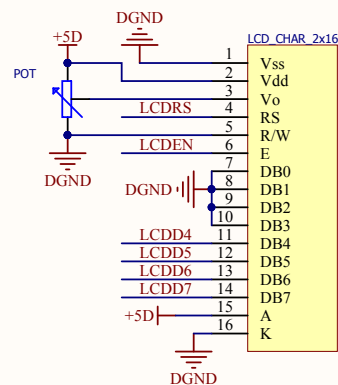 DGND
+5D
LCD_CHAR_2x16
POT
1 Vss
2 Vdd
3 Vo
LCDRS 4 RS
5 R/W
LCDEN 6 E
DGND
7 DB0
DGND 8 DB1
9 DB2
10 DB3
LCDD4 11 DB4
LCDD5 12 DB5
LCDD6 13 DB6
LCDD7 14 DB7
+5D 15 A
16 K
DGND